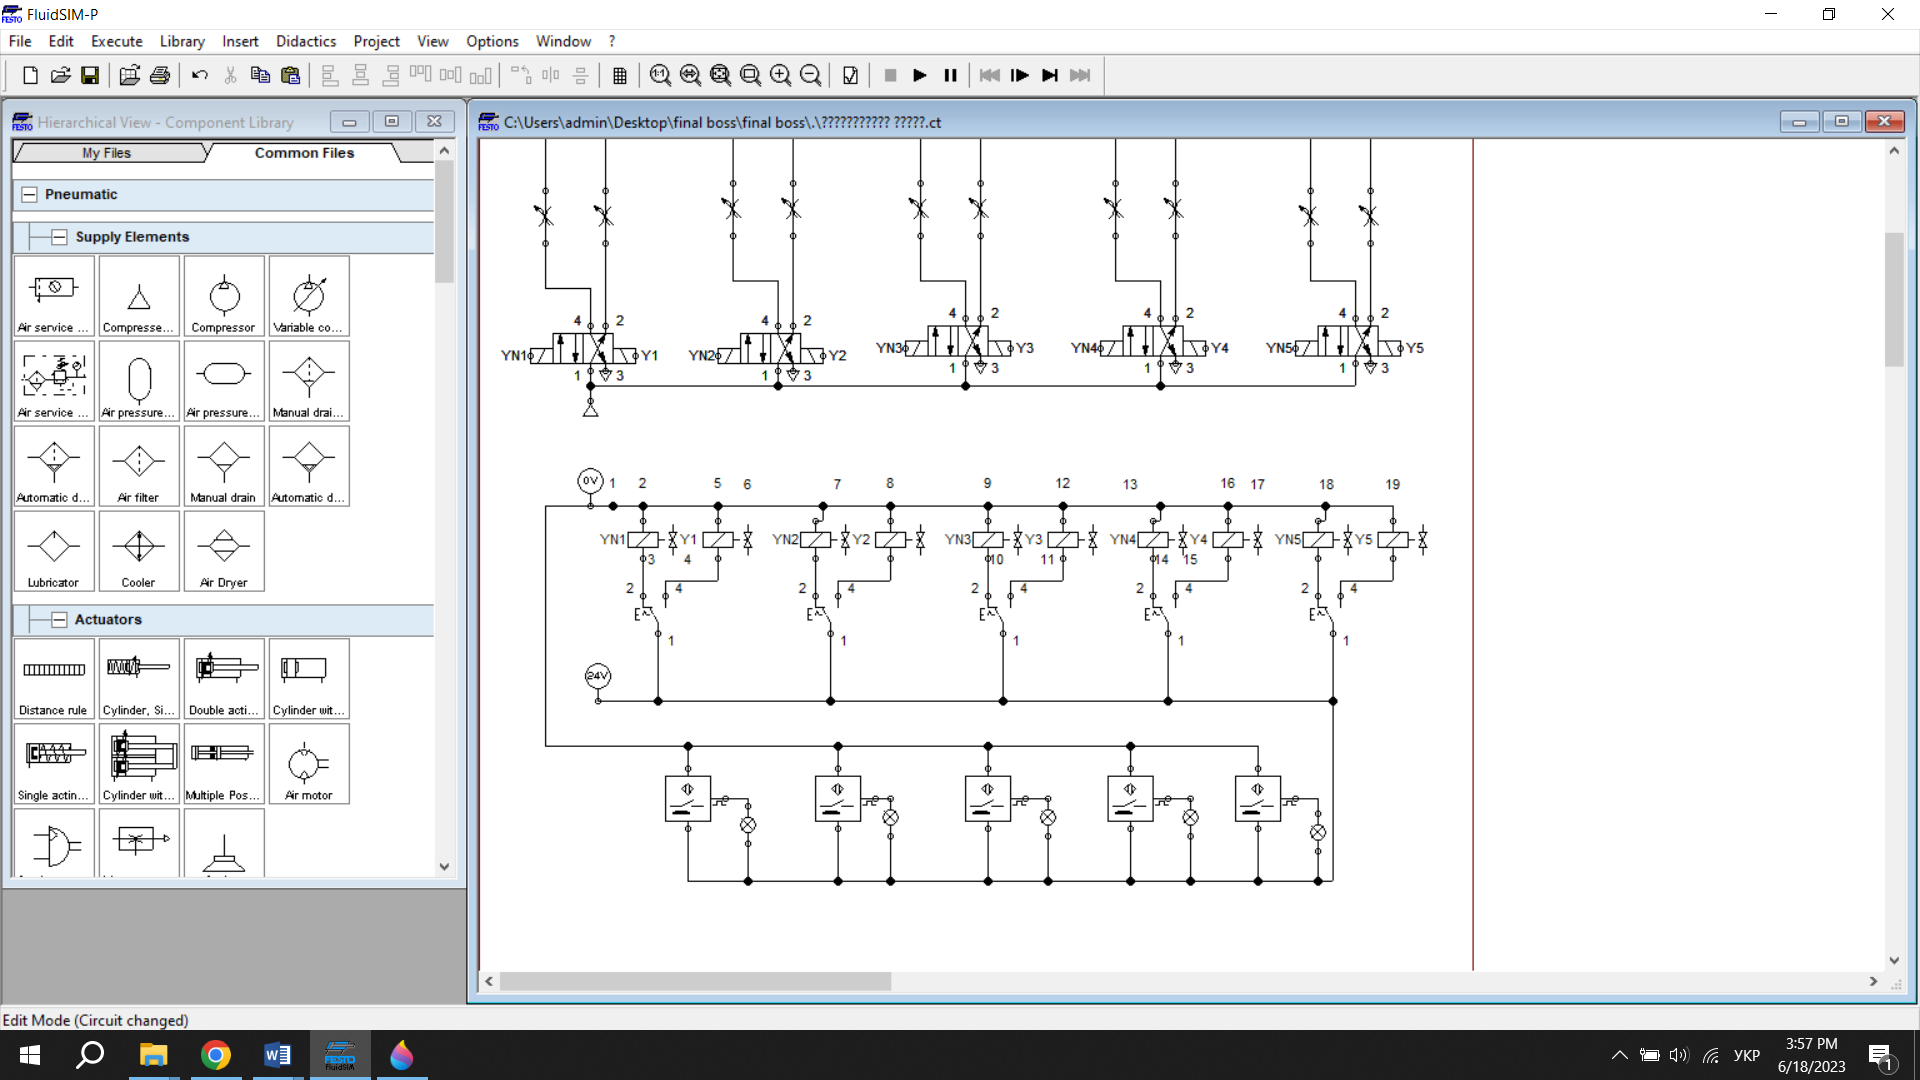 FluidSIM-P
File Edit Execute Library Insert Didactics Project View Options Window ?
Hierarchical View - Component Library
My Files Common Files
Pneumatic
Supply Elements
Air service ... Compresse... Compressor Variable co...
Air service ... Air pressure... Air pressure... Manual drai...
Automatic d... Air filter Manual drain Automatic d...
Lubricator Cooler Air Dryer
Actuators
Distance rule Cylinder, Si... Double acti... Cylinder wit...
Single actin... Cylinder wit... Multiple Pos... Air motor
C:\Users\admin\Desktop\final boss\final boss\.\??????????? ?????.ct
4 2 4 2 4 2 4 2 4 2
YN1 Y1 YN2 Y2 YN3 Y3 YN4 Y4 YN5 Y5
1 3 1 3 1 3 1 3 1 3
0V 1 2 5 6 7 8 9 12 13 16 17 18 19
YN1 Y1 YN2 Y2 YN3 Y3 YN4 Y4 YN5 Y5
3 4 10 11 14 15
2 4 2 4 2 4 2 4 2 4
1 1 1 1 1
24V
Edit Mode (Circuit changed)
FESTO
FluidSIM
УКР
3:57 PM
6/18/2023
1